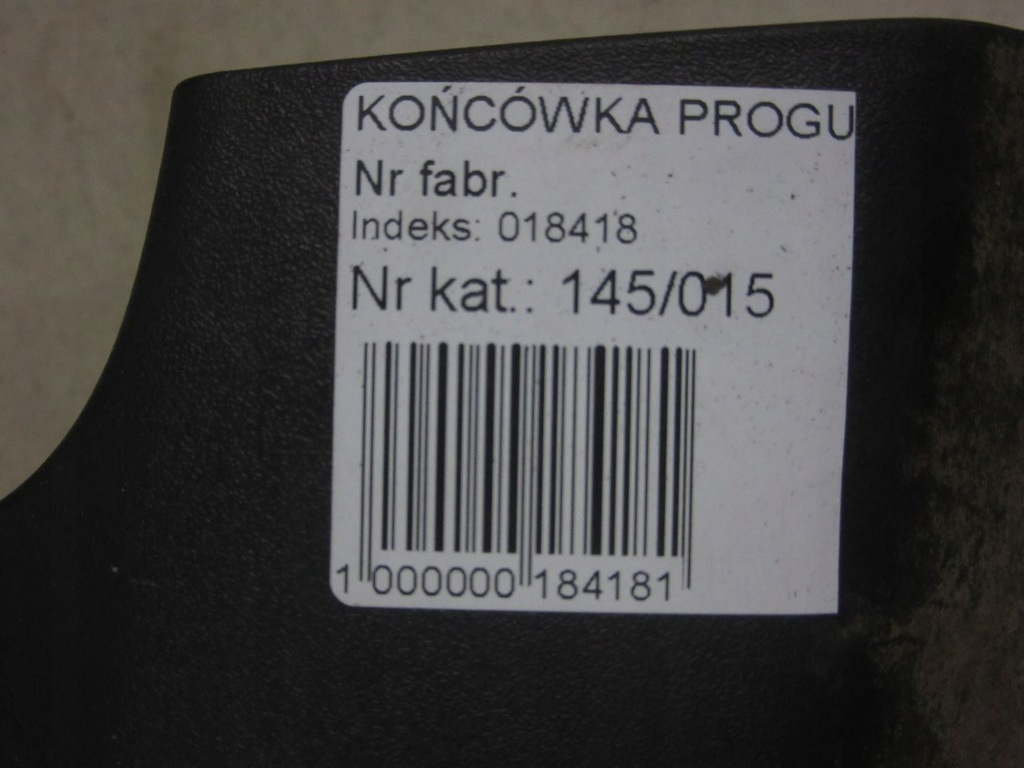 KOŃCÓWKA PROGU
Nr fabr.
Indeks: 018418
Nr kat.: 145/015
1 000000 184181